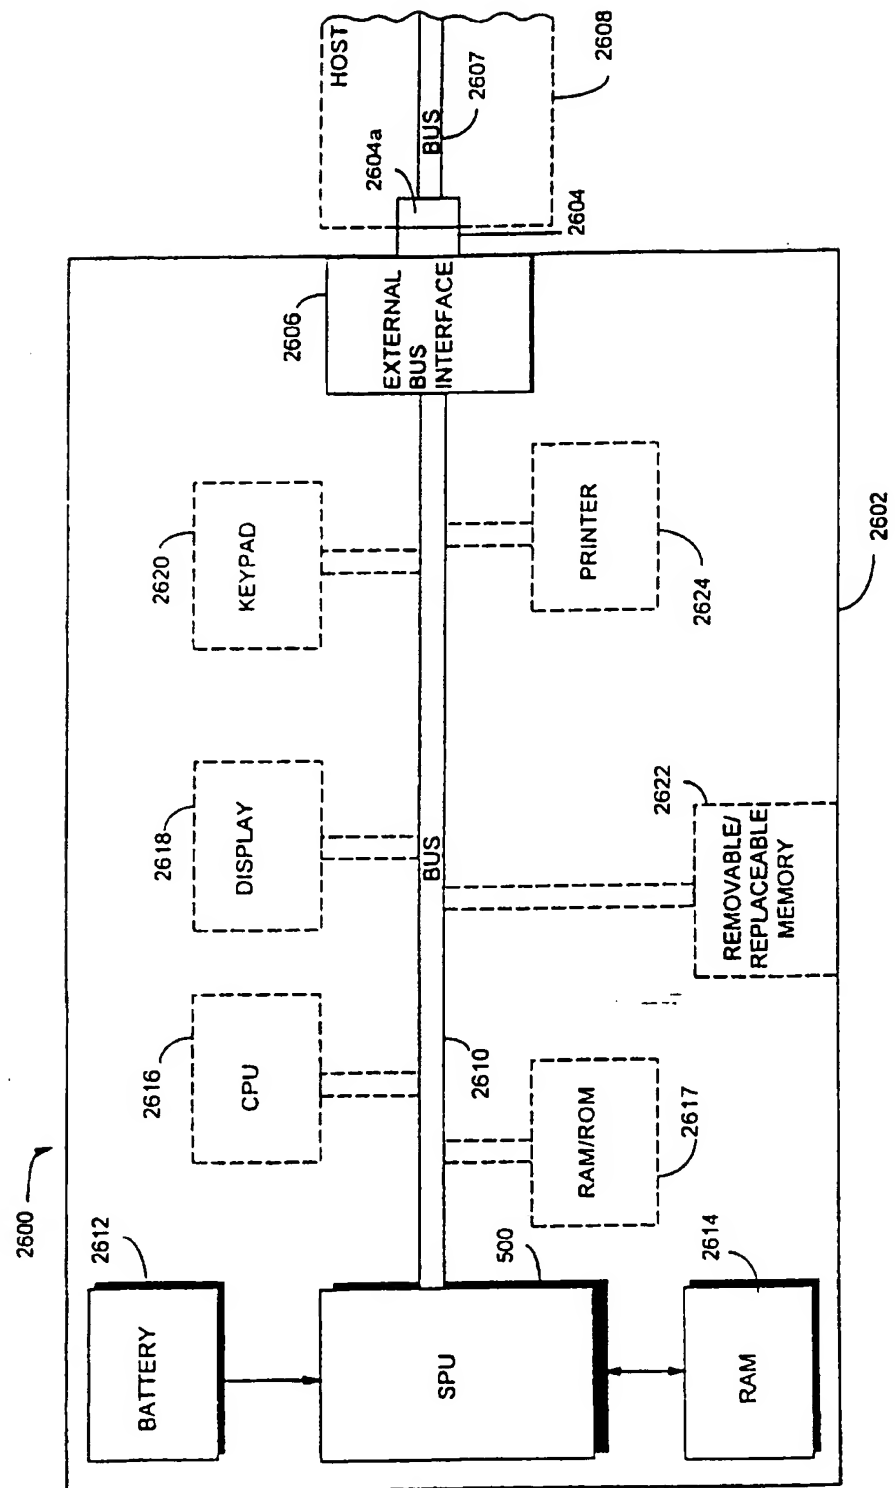 2600
BATTERY
2612
SPU
500
RAM
2614
CPU
2616
RAM/ROM
2617
2610
BUS
DISPLAY
2618
REMOVABLE/
REPLACEABLE
MEMORY
2622
KEYPAD
2620
PRINTER
2624
2602
EXTERNAL
BUS
INTERFACE
2606
2604
2604a
HOST
BUS
2607
2608